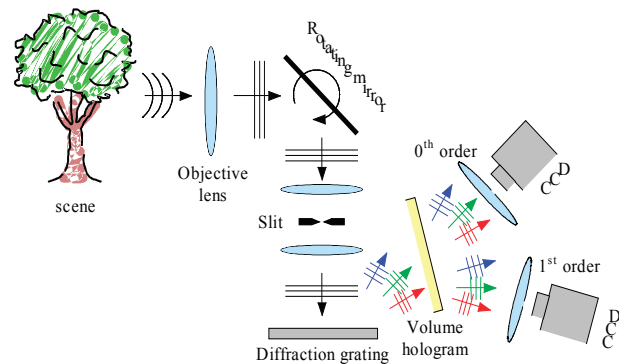 Rotating mirror
0th order
CCD
Objective
lens
scene
Slit
1st order
CCD
Volume
hologram
Diffraction grating